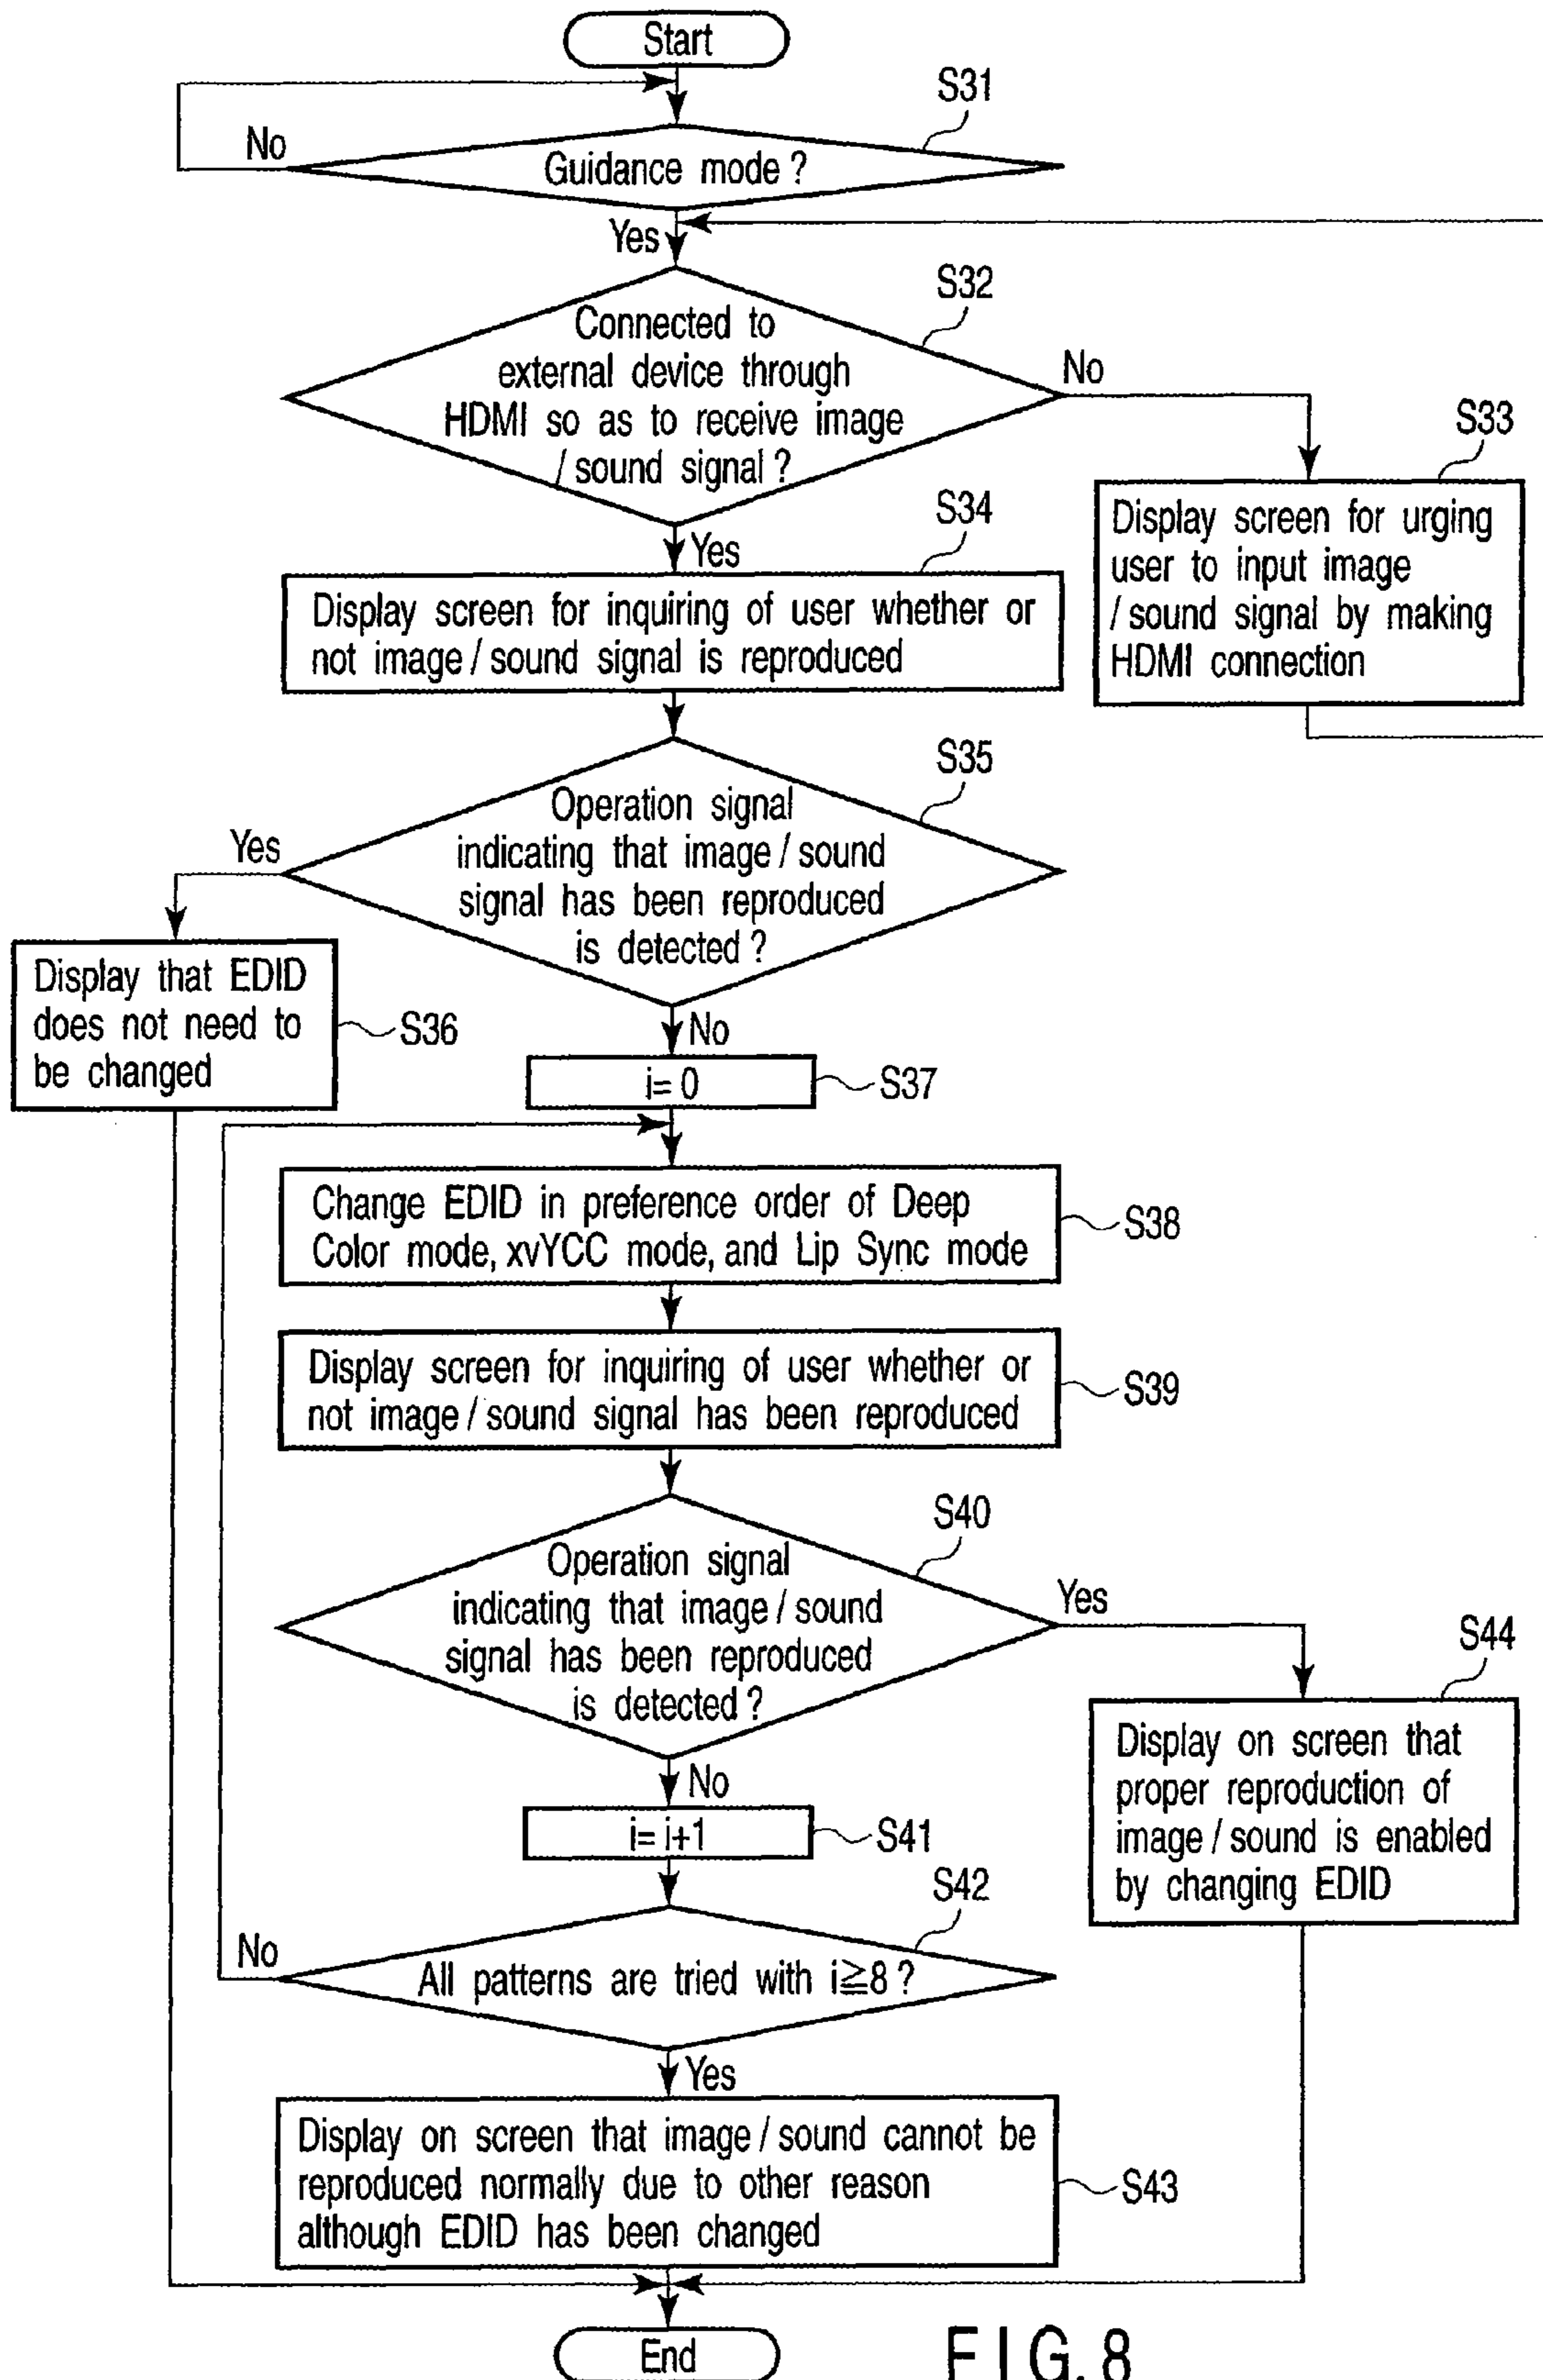 Start
S31
No
Guidance mode ?
Yes
S32
Connected to
external device through
HDMI so as to receive image
/ sound signal ?
No
S33
Display screen for urging
user to input image
/ sound signal by making
HDMI connection
S34
Yes
Display screen for inquiring of user whether or
not image / sound signal is reproduced
S35
Operation signal
indicating that image / sound
signal has been reproduced
is detected ?
Yes
Display that EDID
does not need to
be changed
S36
No
i= 0
S37
Change EDID in preference order of Deep
Color mode, xvYCC mode, and Lip Sync mode
S38
Display screen for inquiring of user whether or
not image / sound signal has been reproduced
S39
S40
Operation signal
indicating that image / sound
signal has been reproduced
is detected ?
Yes
S44
Display on screen that
proper reproduction of
image / sound is enabled
by changing EDID
No
i= i+1
S41
S42
No
All patterns are tried with i≧8 ?
Yes
Display on screen that image / sound cannot be
reproduced normally due to other reason
although EDID has been changed
S43
End
FIG. 8